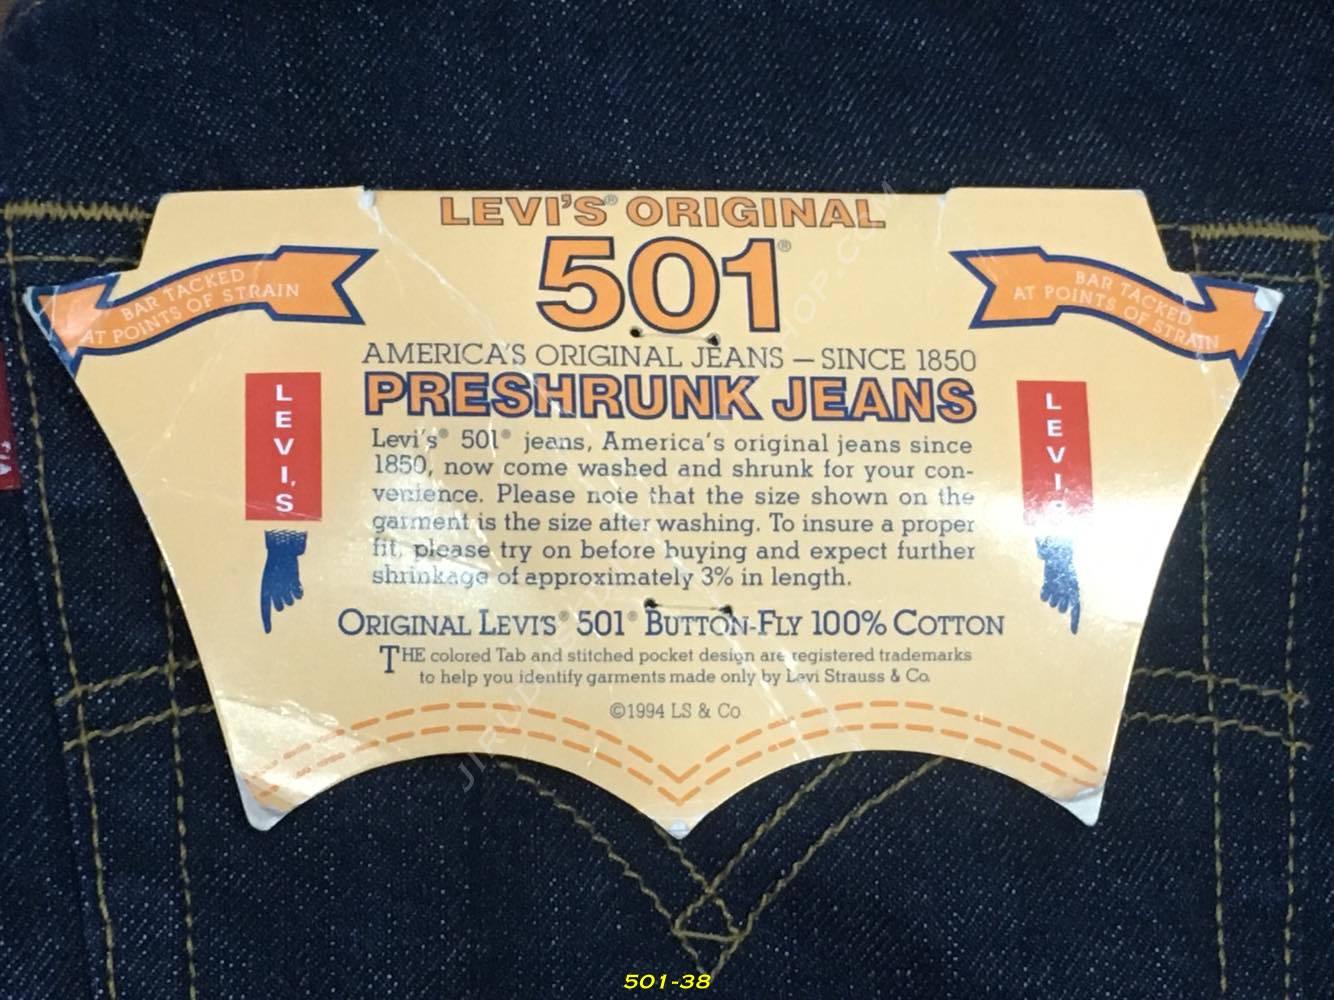 LEVI'S® ORIGINAL
501®
BAR TACKED
AT POINTS OF STRAIN
BAR TACKED
AT POINTS OF STRAIN
AMERICA'S ORIGINAL JEANS — SINCE 1850
PRESHRUNK JEANS
LEVI'S
LEVI'S
Levi's® 501® jeans, America's original jeans since
1850, now come washed and shrunk for your con-
venience. Please note that the size shown on the
garment is the size after washing. To insure a proper
fit, please try on before buying and expect further
shrinkage of approximately 3% in length.
ORIGINAL LEVI'S® 501® BUTTON-FLY 100% COTTON
THE colored Tab and stitched pocket design are registered trademarks
to help you identify garments made only by Levi Strauss & Co.
©1994 LS & Co
501-38